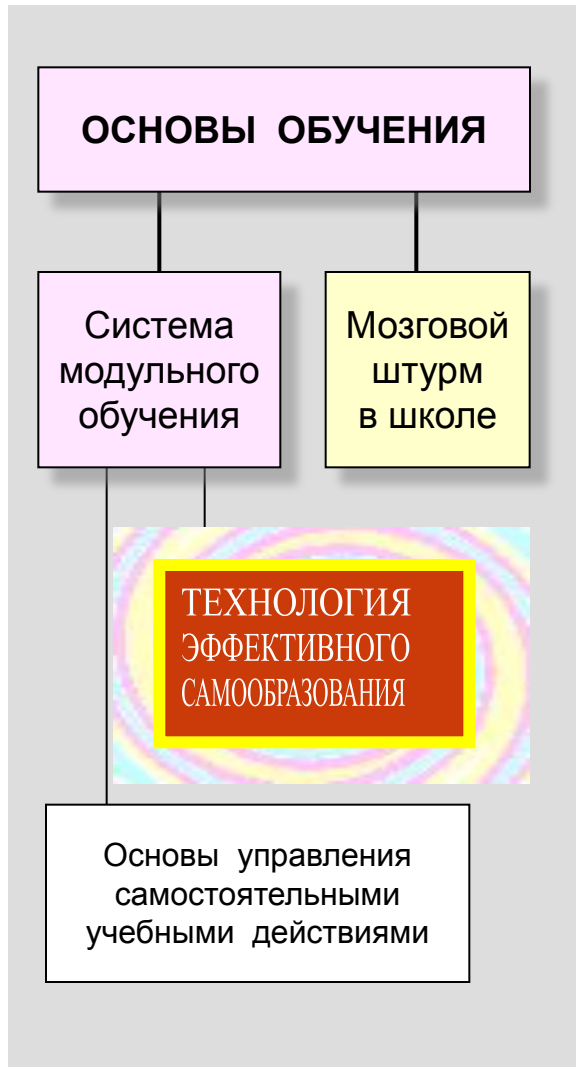 ОСНОВЫ ОБУЧЕНИЯ
Система
модульного
обучения
Мозговой
штурм
в школе
ТЕХНОЛОГИЯ
ЭФФЕКТИВНОГО
САМООБРАЗОВАНИЯ
Основы управления
самостоятельными
учебными действиями